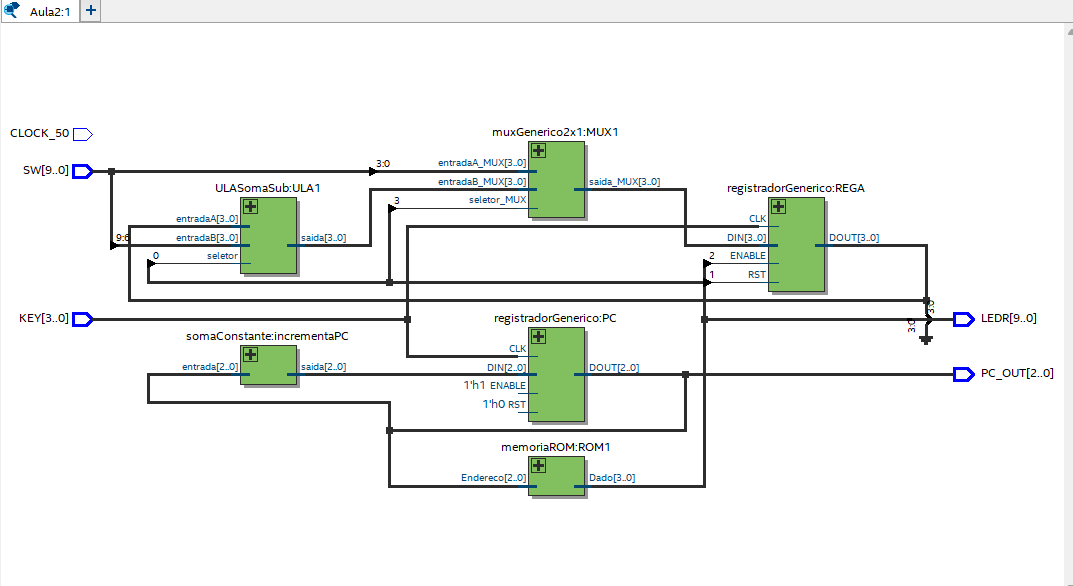 Aula2:1
CLOCK_50
SW[9..0]
KEY[3..0]
ULASomaSub:ULA1
entradaA[3..0]
entradaB[3..0]
seletor
saida[3..0]
9:6
0
muxGenerico2x1:MUX1
3:0
entradaA_MUX[3..0]
entradaB_MUX[3..0]
seletor_MUX
3
saida_MUX[3..0]
registradorGenerico:REGA
CLK
DIN[3..0]
2
ENABLE
1
RST
DOUT[3..0]
3:0
3:0
LEDR[9..0]
somaConstante:incrementaPC
entrada[2..0]
saida[2..0]
registradorGenerico:PC
CLK
DIN[2..0]
1'h1 ENABLE
1'h0 RST
DOUT[2..0]
PC_OUT[2..0]
memoriaROM:ROM1
Endereco[2..0]
Dado[3..0]